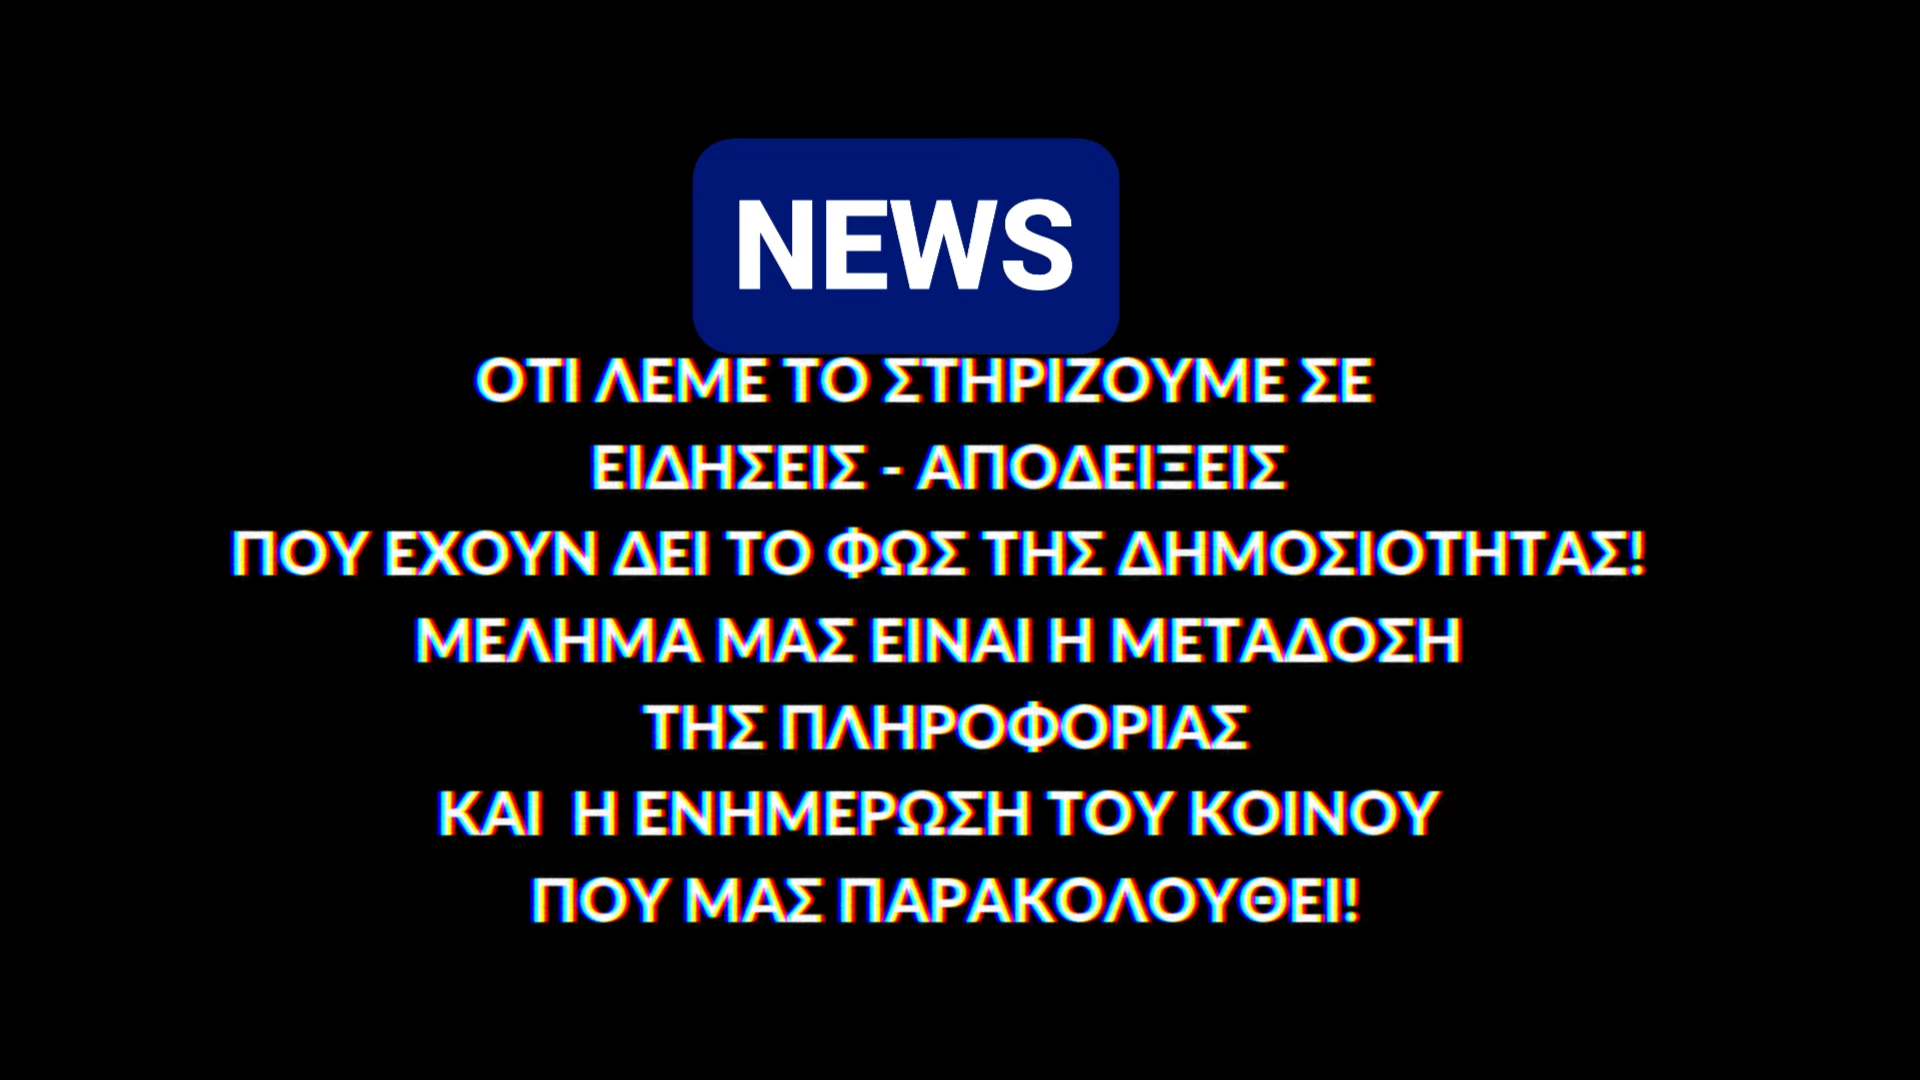 NEWS
ΟΤΙ ΛΕΜΕ ΤΟ ΣΤΗΡΙΖΟΥΜΕ ΣΕ
ΕΙΔΗΣΕΙΣ - ΑΠΟΔΕΙΞΕΙΣ
ΠΟΥ ΕΧΟΥΝ ΔΕΙ ΤΟ ΦΩΣ ΤΗΣ ΔΗΜΟΣΙΟΤΗΤΑΣ!
ΜΕΛΗΜΑ ΜΑΣ ΕΙΝΑΙ Η ΜΕΤΑΔΟΣΗ
ΤΗΣ ΠΛΗΡΟΦΟΡΙΑΣ
ΚΑΙ  Η ΕΝΗΜΕΡΩΣΗ ΤΟΥ ΚΟΙΝΟΥ
ΠΟΥ ΜΑΣ ΠΑΡΑΚΟΛΟΥΘΕΙ!